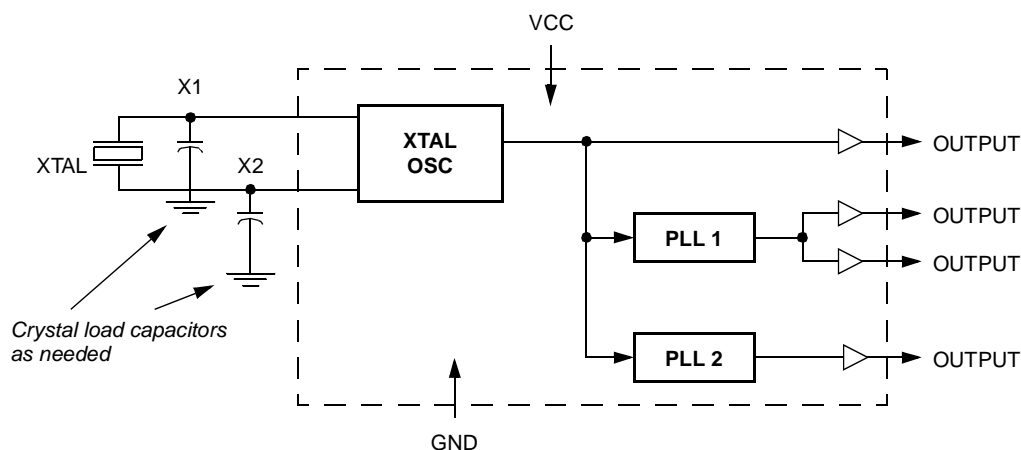 VCC
X1
XTAL
OSC
OUTPUT
XTAL
X2
OUTPUT
PLL 1
OUTPUT
Crystal load capacitors
as needed
PLL 2
OUTPUT
GND